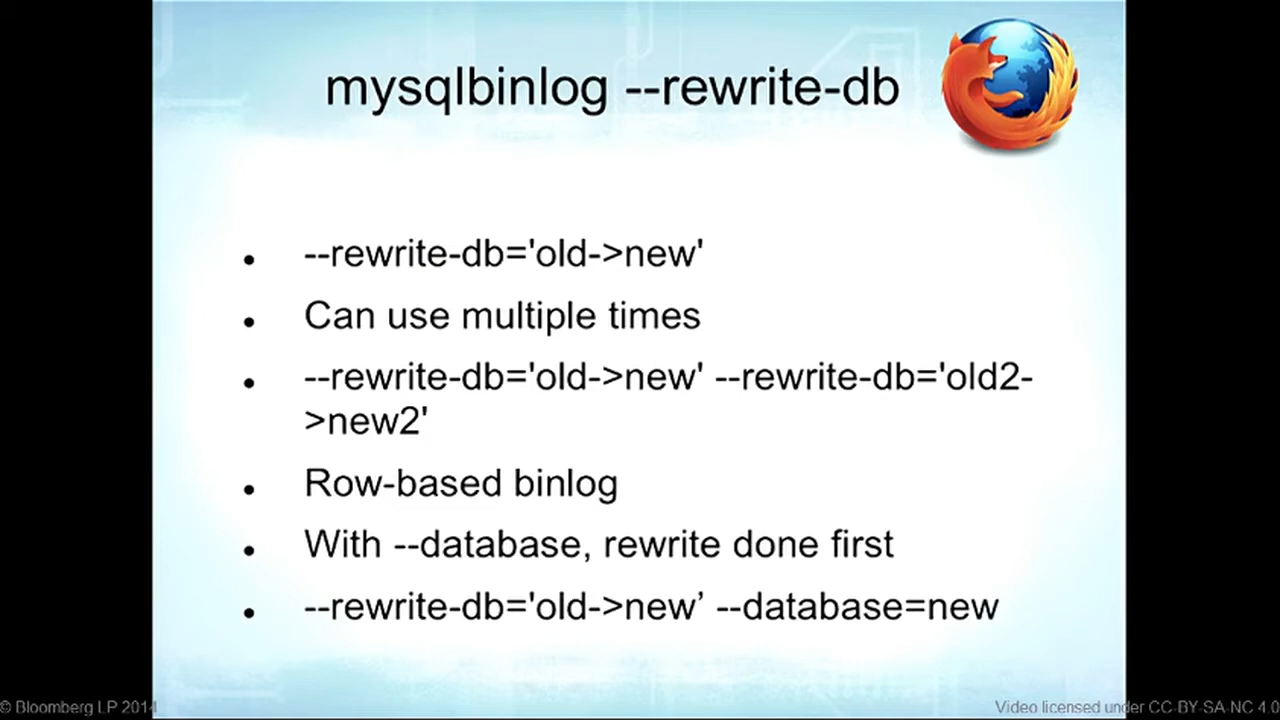 mysqlbinlog --rewrite-db
--rewrite-db='old->new'
Can use multiple times
--rewrite-db='old->new' --rewrite-db='old2-
>new2'
Row-based binlog
With --database, rewrite done first
--rewrite-db='old->new’ --database=new
© Bloomberg LP 2014
Video licensed under CC-BY-SA-NC 4.0